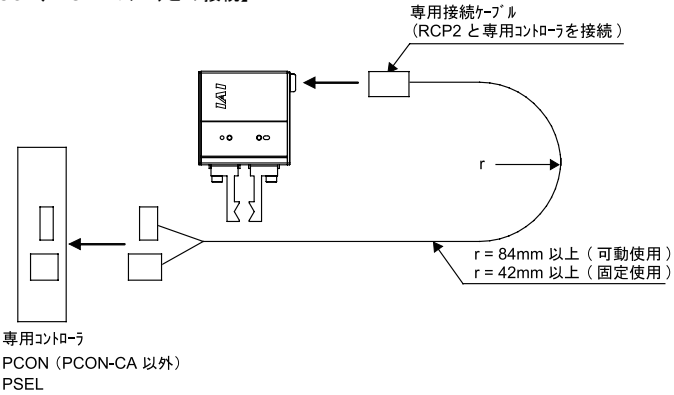 専用接続ケーブル
(RCP2 と専用コントローラを接続)
IAI
r
r = 84mm 以上 ( 可動使用 )
r = 42mm 以上 ( 固定使用 )
専用コントローラ
PCON (PCON-CA 以外)
PSEL